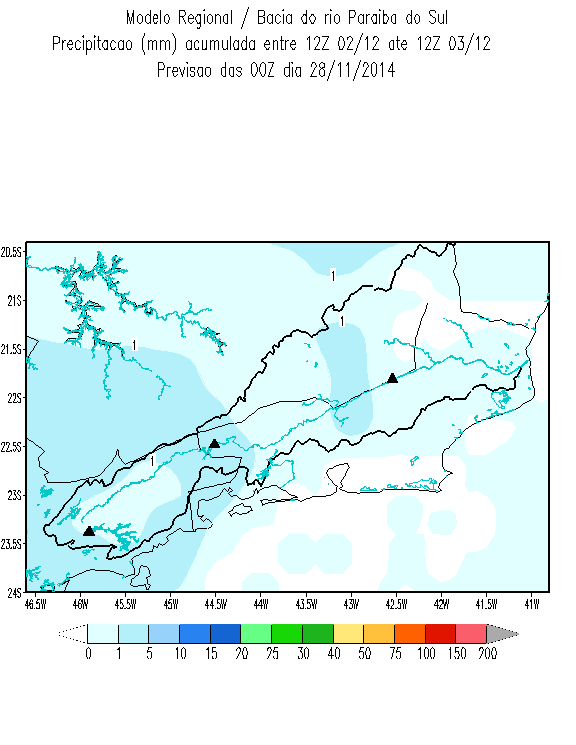 Modelo Regional / Bacia do rio Paraiba do Sul
Precipitacao (mm) acumulada entre 12Z 02/12 ate 12Z 03/12
Previsao das 00Z dia 28/11/2014
20.5S
21S
21.5S
22S
22.5S
23S
23.5S
24S
1
1
1
1
46.5W 46W 45.5W 45W 44.5W 44W 43.5W 43W 42.5W 42W 41.5W 41W
0 1 5 10 15 20 25 30 40 50 75 100 150 200